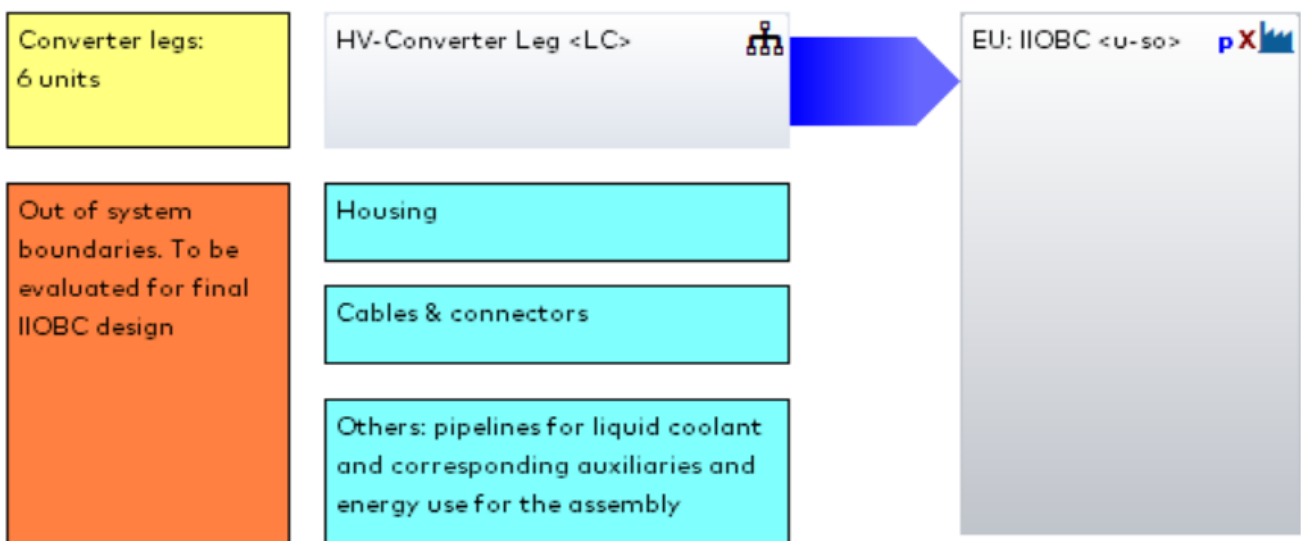 Converter legs:
6 units
HV-Converter Leg <LC>
EU: IIOBC <u-so>
pX
Out of system
boundaries. To be
evaluated for final
IIOBC design
Housing
Cables & connectors
Others: pipelines for liquid coolant
and corresponding auxiliaries and
energy use for the assembly